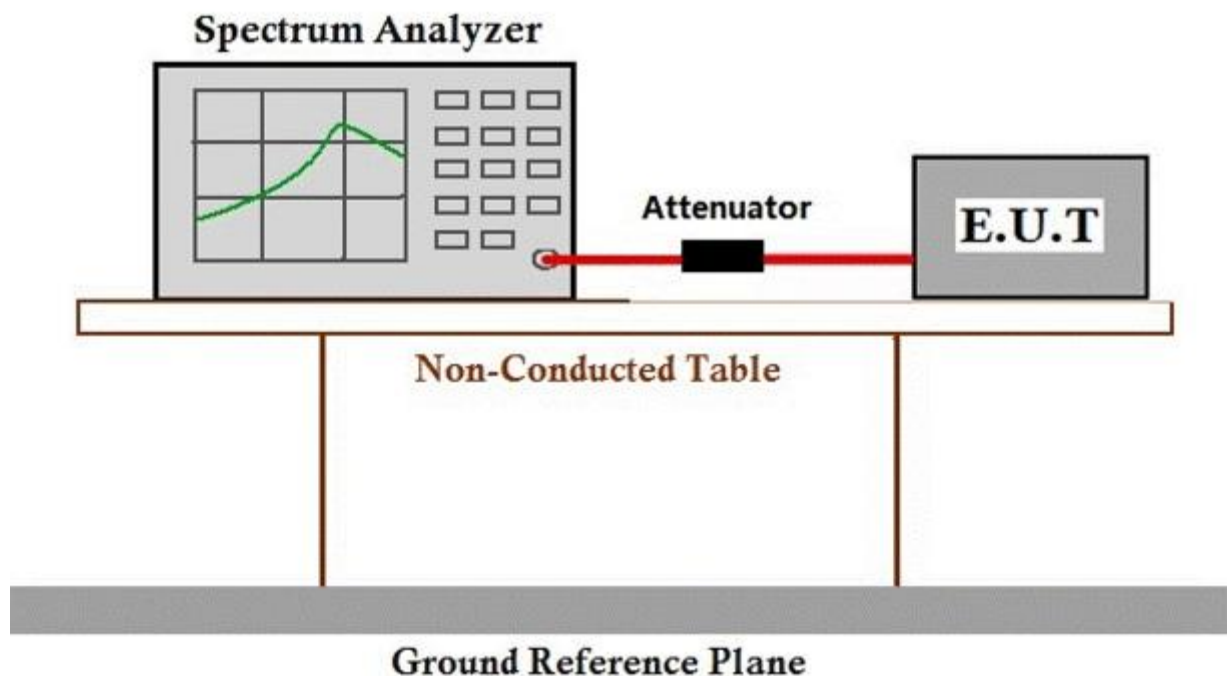 Spectrum Analyzer
Attenuator
E.U.T
Non-Conducted Table
Ground Reference Plane